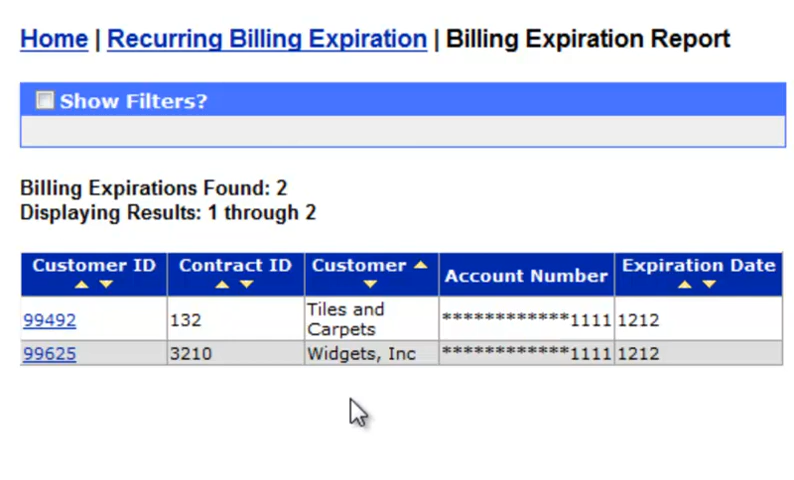 Home | Recurring Billing Expiration | Billing Expiration Report
Show Filters?
Billing Expirations Found: 2
Displaying Results: 1 through 2
Customer ID Contract ID Customer Account Number Expiration Date
99492 132 Tiles and Carpets ************1111 1212
99625 3210 Widgets, Inc ************1111 1212